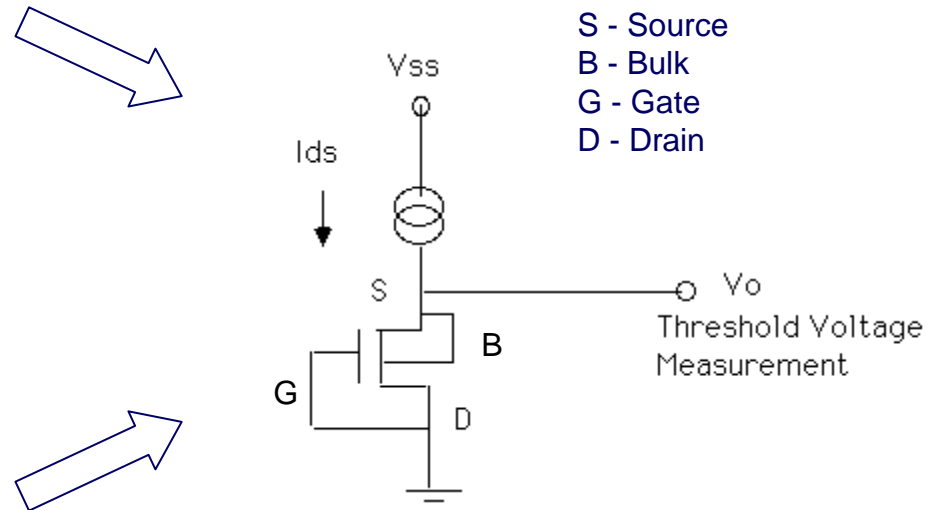 S - Source
B - Bulk
G - Gate
D - Drain
Vss
Ids
S
Vo
Threshold Voltage
Measurement
B
G
D